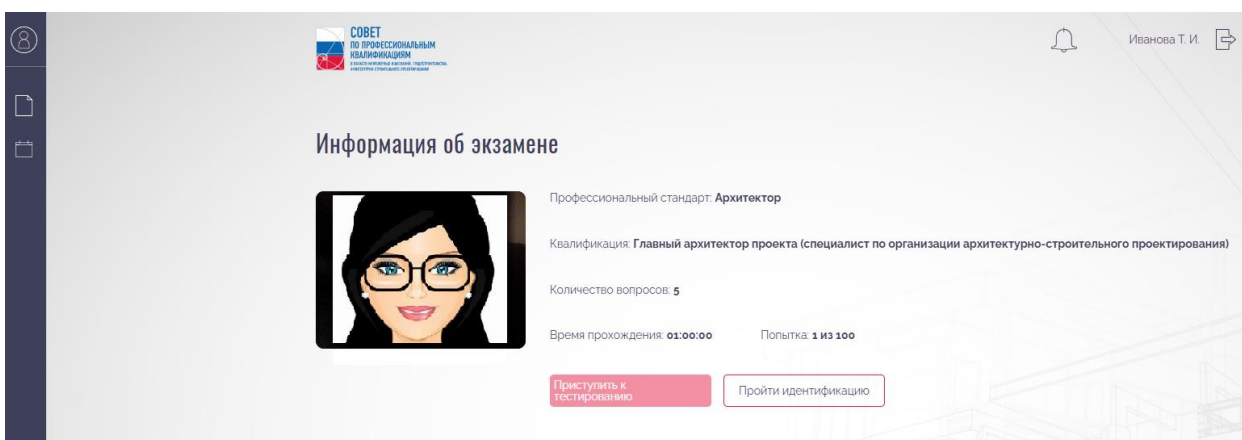 СОВЕТ
ПО ПРОФЕССИОНАЛЬНЫМ
КВАЛИФИКАЦИЯМ
Иванова Т. И.
Информация об экзамене
Профессиональный стандарт: Архитектор
Квалификация: Главный архитектор проекта (специалист по организации архитектурно-строительного проектирования)
Количество вопросов: 5
Время прохождения: 01:00:00
Попытка: 1 из 100
Приступить к
тестированию
Пройти идентификацию